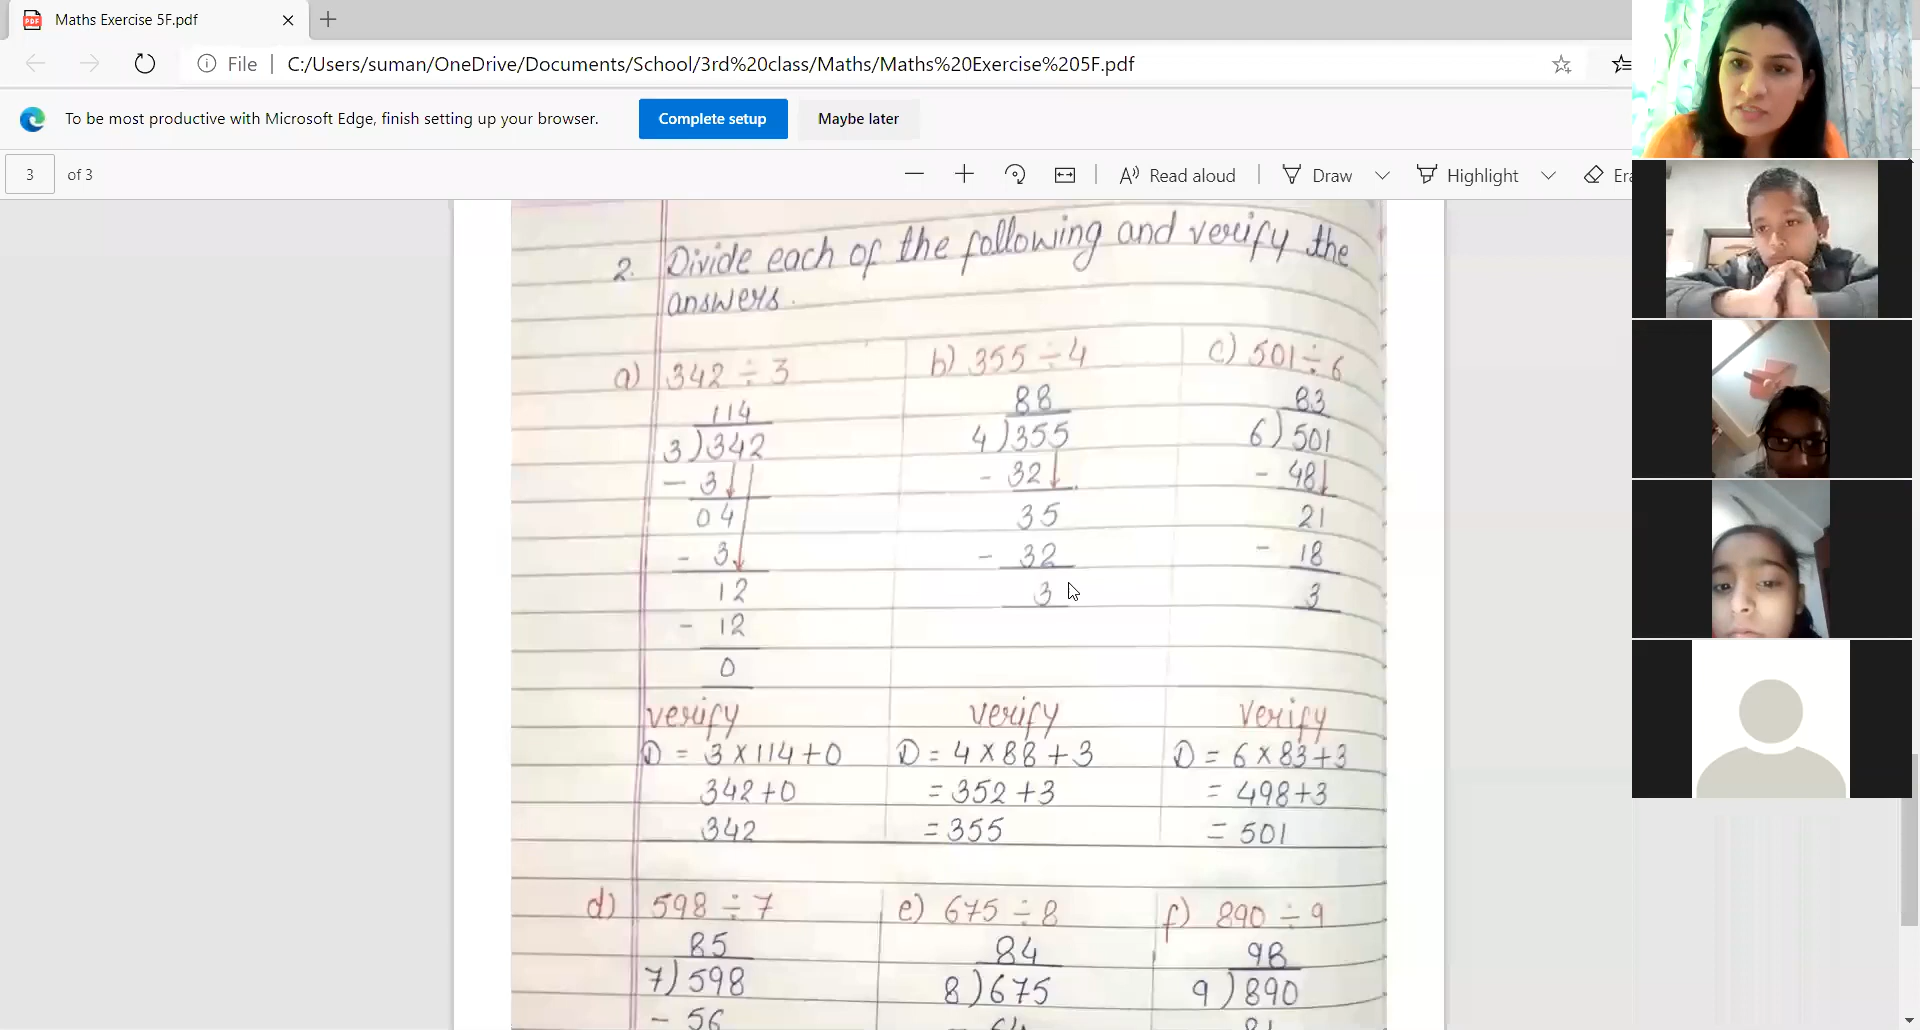 Maths Exercise 5F.pdf
File | C:/Users/suman/OneDrive/Documents/School/3rd%20class/Maths/Maths%20Exercise%205F.pdf
To be most productive with Microsoft Edge, finish setting up your browser. Complete setup Maybe later
3 of 3 Read aloud Draw Highlight Era
2. Divide each of the following and verify the
answers.
a) 342 ÷ 3
114
3)342
- 3
04
- 3
12
- 12
0
verify
D = 3 × 114 + 0
342 + 0
342
b) 355 ÷ 4
88
4)355
- 32
35
- 32
3
verify
D = 4 × 88 + 3
= 352 + 3
= 355
c) 501 ÷ 6
83
6)501
- 48
21
- 18
3
verify
D = 6 × 83 + 3
= 498 + 3
= 501
d) 598 ÷ 7
85
7)598
- 56
e) 675 ÷ 8
84
8)675
- 64
f) 890 ÷ 9
98
9)890
81